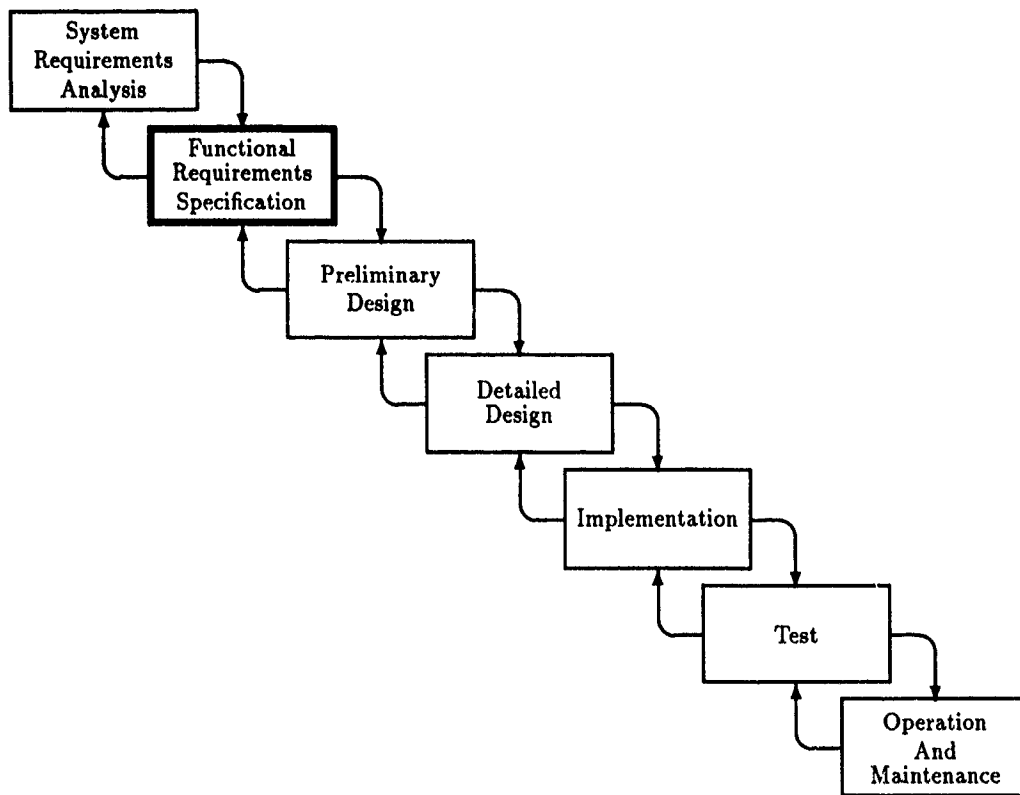 System
Requirements
Analysis
Functional
Requirements
Specification
Preliminary
Design
Detailed
Design
Implementation
Test
Operation
And
Maintenance